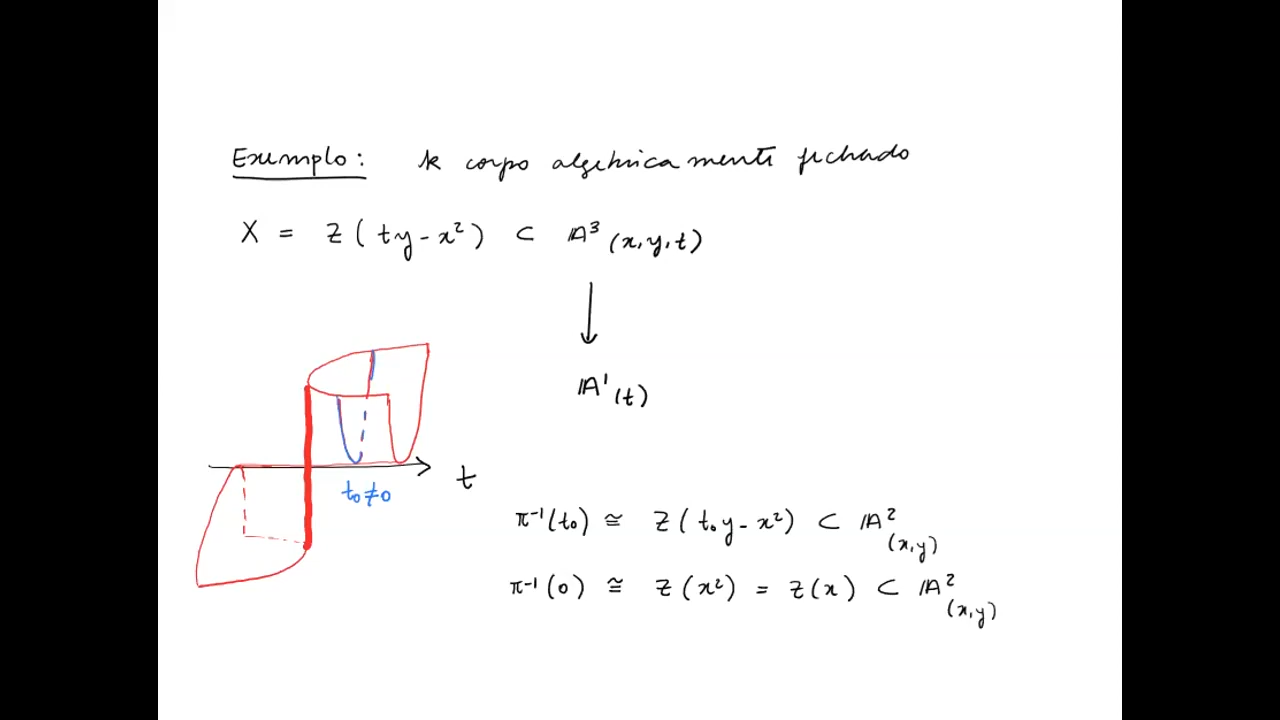 Exemplo: k corpo algebricamente fechado
X = Z(ty - x²) ⊂ 𝔸³(x,y,t)
↓
𝔸¹(t)
t
t₀≠0
π⁻¹(t₀) ≅ Z(t₀y - x²) ⊂ 𝔸²(x,y)
π⁻¹(0) ≅ Z(x²) = Z(x) ⊂ 𝔸²(x,y)